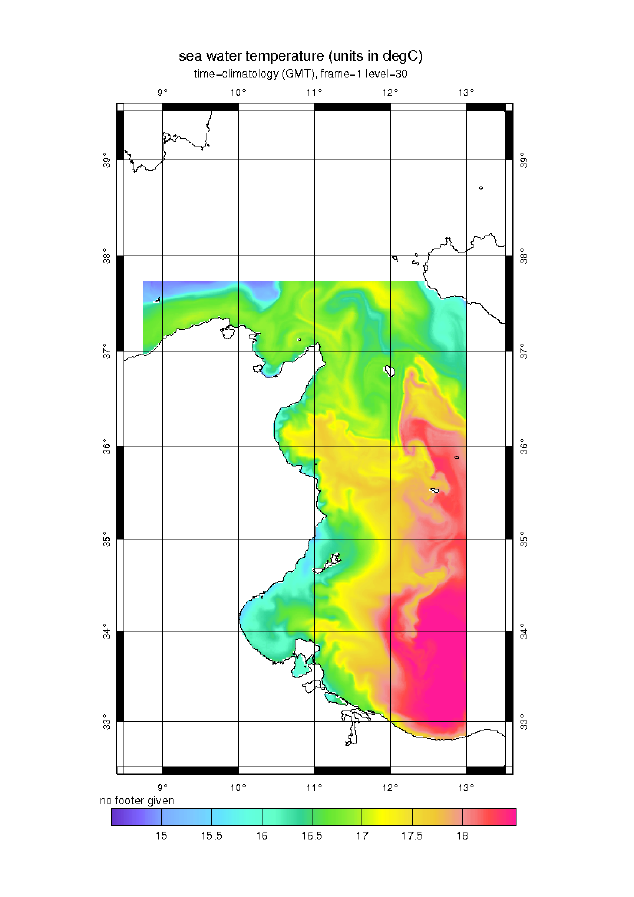 sea water temperature (units in degC)
time=climatology (GMT), frame=1 level=30
9° 10° 11° 12° 13°
39° 39°
38° 38°
37° 37°
36° 36°
35° 35°
34° 34°
33° 33°
9° 10° 11° 12° 13°
no footer given
15 15.5 16 16.5 17 17.5 18